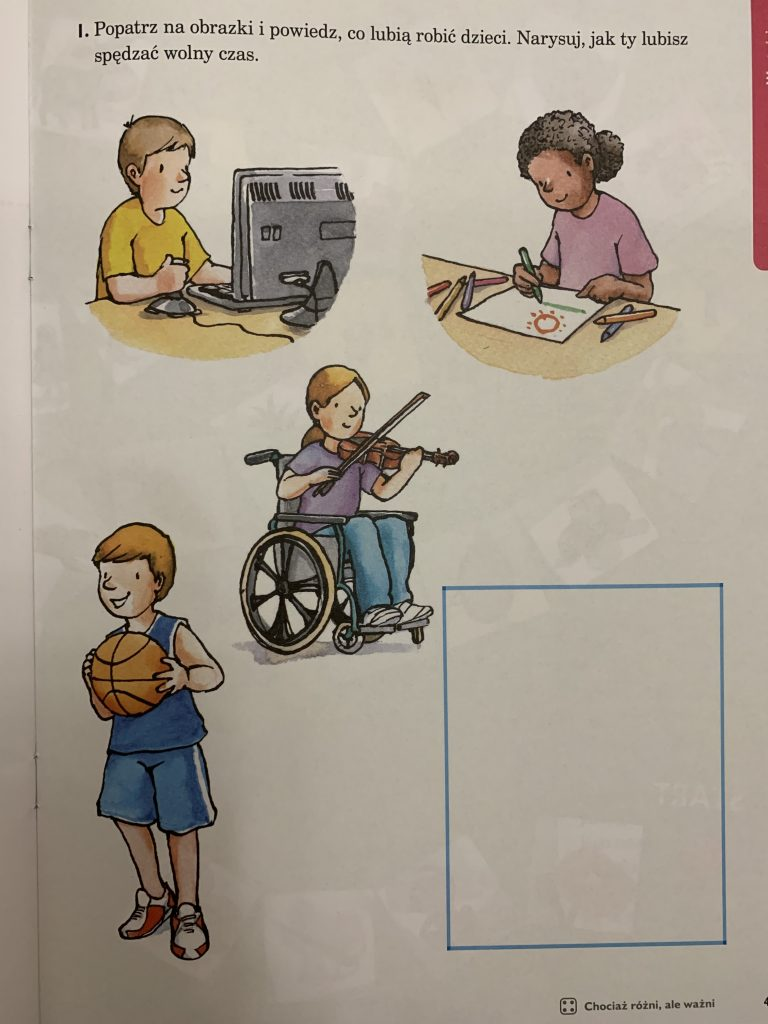 1. Popatrz na obrazki i powiedz, co lubią robić dzieci. Narysuj, jak ty lubisz
spędzać wolny czas.
Chociaż różni, ale ważni